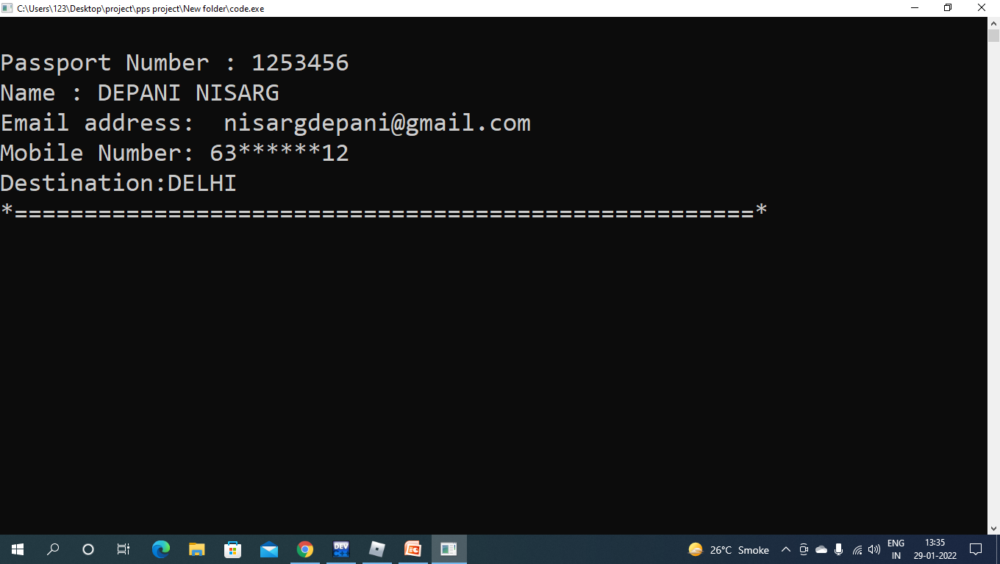 C:\Users\123\Desktop\project\pps project\New folder\code.exe
Passport Number : 1253456
Name : DEPANI NISARG
Email address:  nisargdepani@gmail.com
Mobile Number: 63******12
Destination:DELHI
*=====================================================*
DEV
26°C Smoke
ENG
IN
13:35
29-01-2022